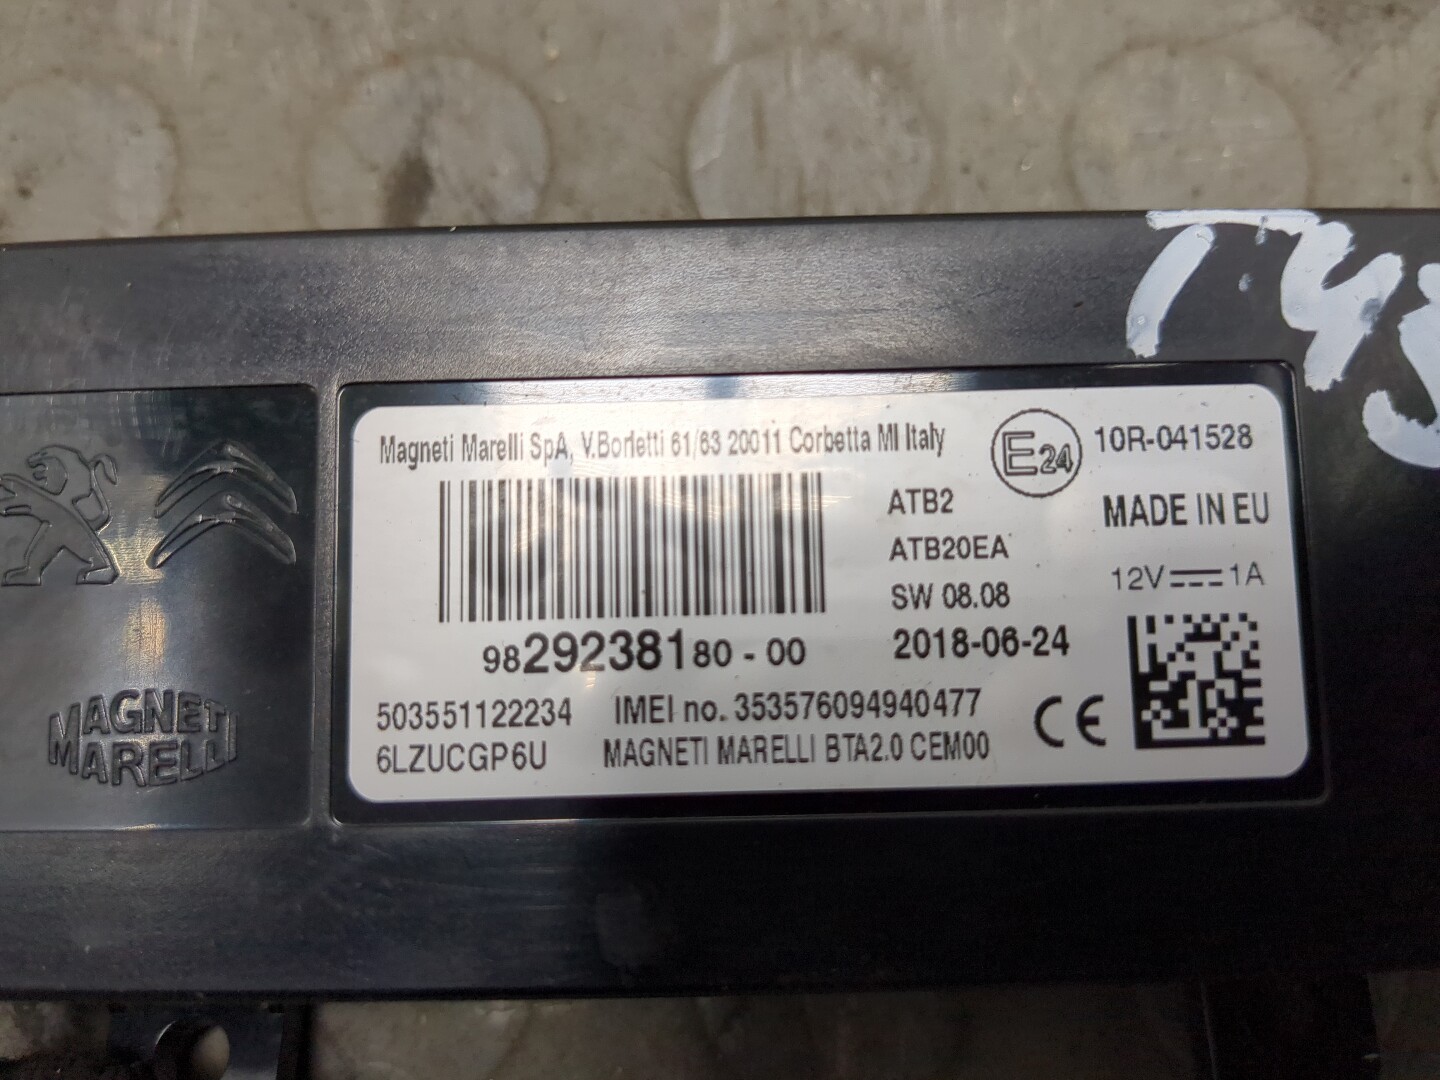 Magneti Marelli SpA, V.Borletti 61/63 20011 Corbetta MI Italy
E24
10R-041528
ATB2
MADE IN EU
ATB20EA
12V 1A
SW 08.08
9829238180-00
2018-06-24
503551122234 IMEI no. 353576094940477
CE
6LZUCGP6U MAGNETI MARELLI BTA2.0 CEM00
MAGNETI
MARELLI